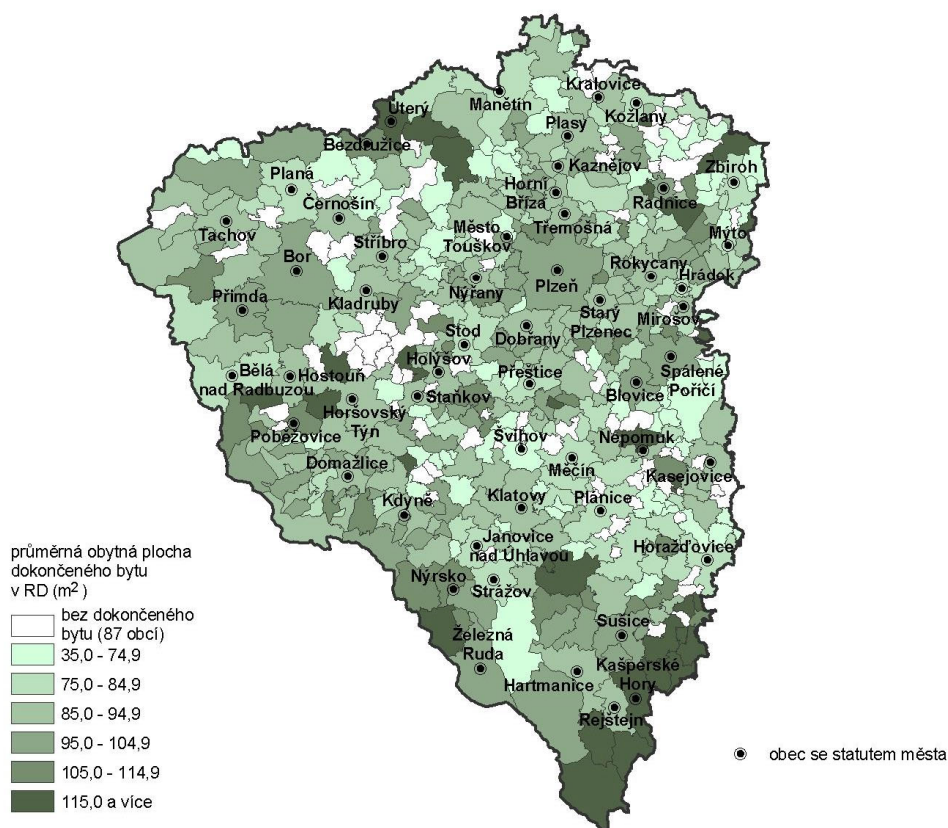 Kralovice
Manětín
Kožlany
Úterý
Plasy
Bezdružice
Kaznějov
Zbiroh
Planá
Horní
Bříza
Radnice
Černošín
Město
Touškov
Třemošná
Tachov
Stříbro
Mýto
Bor
Rokycany
Hrádek
Plzeň
Nýřany
Přimda
Kladruby
Starý
Plzenec
Mirošov
Stod
Dobřany
Holýšov
Spálené
Poříčí
Bělá
nad Radbuzou
Hostouň
Přeštice
Blovice
Staňkov
Horšovský
Týn
Poběžovice
Švihov
Nepomuk
Měčín
Kasejovice
Domažlice
Klatovy
Plánice
Kdyně
Janovice
nad Úhlavou
Horažďovice
Nýrsko
Strážov
Sušice
Železná
Ruda
Kašperské
Hory
Hartmanice
Rejštejn
průměrná obytná plocha
dokončeného bytu
v RD (m²)
bez dokončeného
bytu (87 obcí)
35,0 - 74,9
75,0 - 84,9
85,0 - 94,9
95,0 - 104,9
105,0 - 114,9
115,0 a více
obec se statutem města